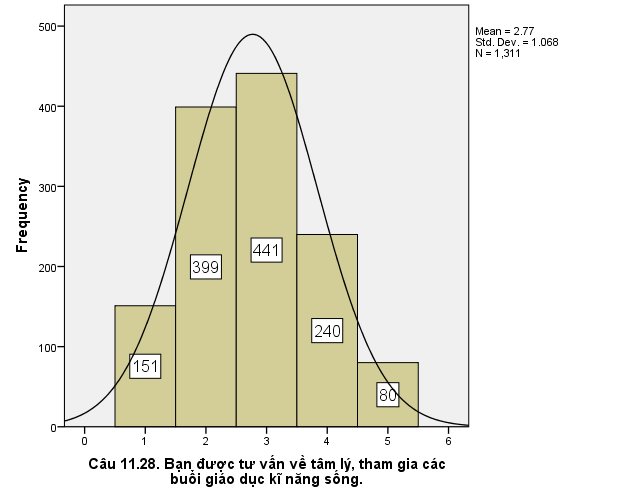 Mean = 2.77
Std. Dev. = 1.068
N = 1,311
500
400
300
200
100
0
Frequency
151
399
441
240
80
0 1 2 3 4 5 6
Câu 11.28. Bạn được tư vấn về tâm lý, tham gia các
buổi giáo dục kĩ năng sống.